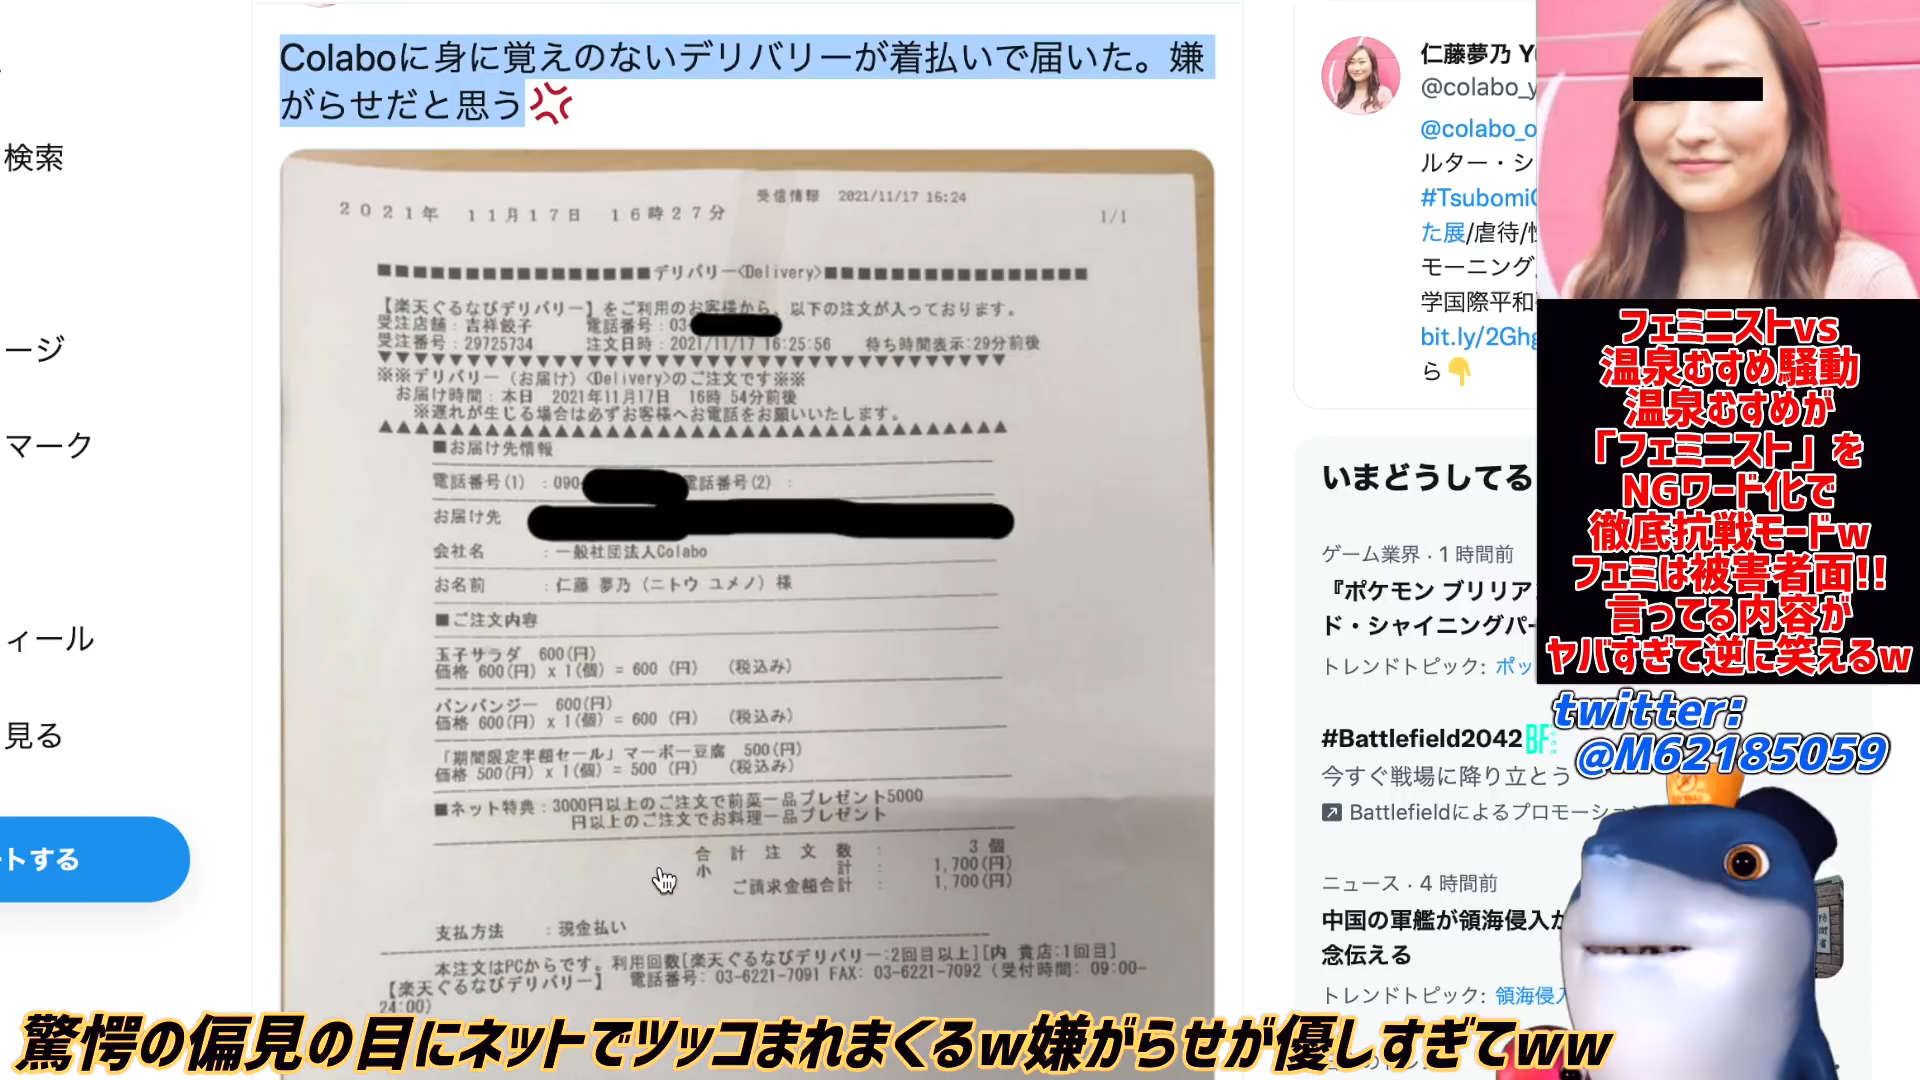 Colaboに身に覚えのないデリバリーが着払いで届いた。嫌
がらせだと思う
検索
ージ
マーク
ィール
見る
ートする
受信情報 2021/11/17 16:24
2021年 11月17日 16時27分
1/1
■■■■■■■■■■■■■■■■デリバリー<Delivery>■■■■■■■■■■■■■■■
【楽天ぐるなびデリバリー】をご利用のお客様から、以下の注文が入っております。
受注店舗:吉祥餃子 電話番号:03-
受注番号:29725734 注文日時:2021/11/17 16:25:56 待ち時間表示:29分前後
※※デリバリー(お届け)<Delivery>のご注文です※※
お届け時間:本日 2021年11月17日 16時 54分前後
※遅れが生じる場合は必ずお客様へお電話をお願いいたします。
■お届け先情報
電話番号(1) :090- 電話番号(2) :
お届け先
会社名 :一般社団法人Colabo
お名前 :仁藤 夢乃(ニトウ ユメノ)様
■ご注文内容
玉子サラダ 600(円)
価格 600(円) x 1(個) = 600 (円) (税込み)
バンバンジー 600(円)
価格 600(円) x 1(個) = 600 (円) (税込み)
「期間限定半額セール」マーボー豆腐 500(円)
価格 500(円) x 1(個) = 500 (円) (税込み)
■ネット特典:3000円以上のご注文で前菜一品プレゼント5000
円以上のご注文でお料理一品プレゼント
合計注文数 : 3 個
小計 : 1,700(円)
ご請求金額合計 : 1,700(円)
支払方法 :現金払い
本注文はPCからです。利用回数[楽天ぐるなびデリバリー:2回目以上][内 貴店:1回目]
【楽天ぐるなびデリバリー】 電話番号: 03-6221-7091 FAX: 03-6221-7092 (受付時間: 09:00-
24:00)
仁藤夢乃
@colabo_y
@colabo_o
ルター・シ
#Tsubomi
た展/虐待/
モーニング
学国際平和
bit.ly/2Gh
ら
いまどうしてる
ゲーム業界・1 時間前
『ポケモン ブリリア
ド・シャイニングパー
トレンドトピック: ポッ
#Battlefield2042
今すぐ戦場に降り立とう
Battlefieldによるプロモーション
ニュース・4 時間前
中国の軍艦が領海侵入か
念伝える
トレンドトピック: 領海侵入
フェミニストvs
温泉むすめ騒動
温泉むすめが
「フェミニスト」を
NGワード化で
徹底抗戦モードw
フェミは被害者面!!
言ってる内容が
ヤバすぎて逆に笑えるw
twitter:
@M62185059
驚愕の偏見の目にネットでツッコまれまくるw嫌がらせが優しすぎてww